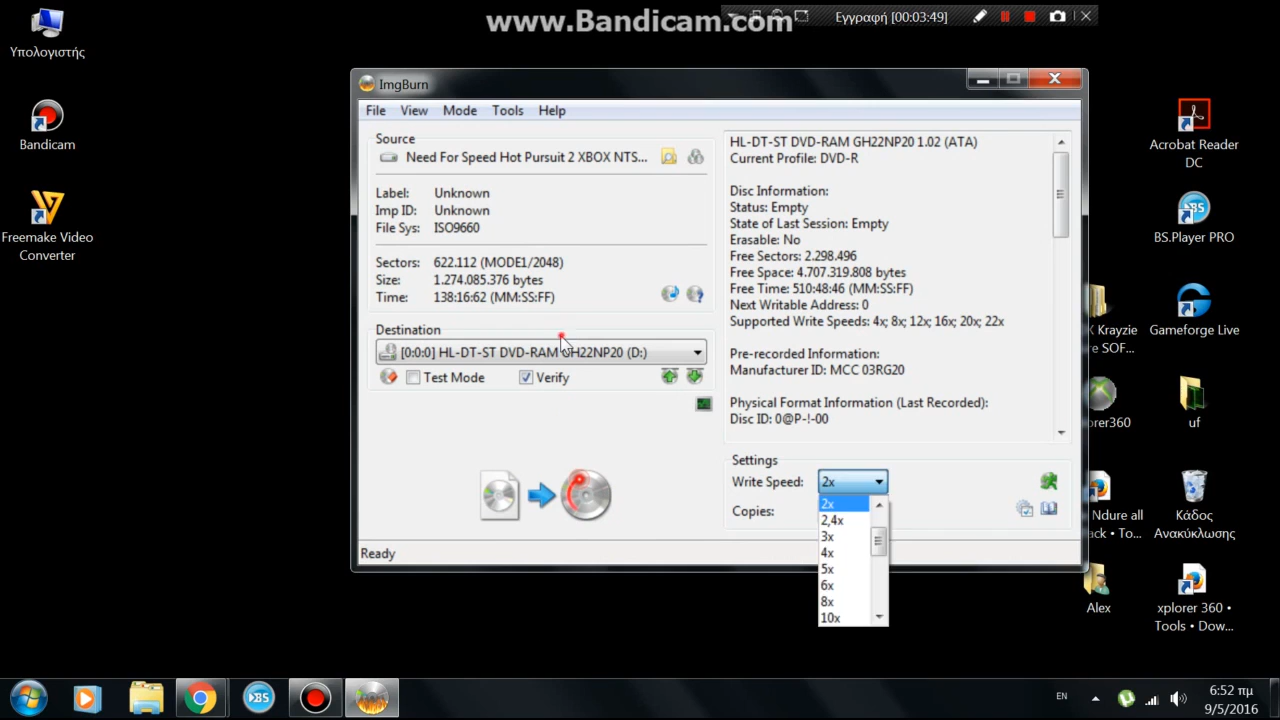 www.Bandicam.com
Εγγραφή [00:03:49]
Υπολογιστής
Bandicam
Freemake Video
Converter
ImgBurn
File View Mode Tools Help
Source
Need For Speed Hot Pursuit 2 XBOX NTS...
Label: Unknown
Imp ID: Unknown
File Sys: ISO9660
Sectors: 622.112 (MODE1/2048)
Size: 1.274.085.376 bytes
Time: 138:16:62 (MM:SS:FF)
Destination
[0:0:0] HL-DT-ST DVD-RAM GH22NP20 (D:)
Test Mode Verify
Ready
HL-DT-ST DVD-RAM GH22NP20 1.02 (ATA)
Current Profile: DVD-R
Disc Information:
Status: Empty
State of Last Session: Empty
Erasable: No
Free Sectors: 2.298.496
Free Space: 4.707.319.808 bytes
Free Time: 510:48:46 (MM:SS:FF)
Next Writable Address: 0
Supported Write Speeds: 4x; 8x; 12x; 16x; 20x; 22x
Pre-recorded Information:
Manufacturer ID: MCC 03RG20
Physical Format Information (Last Recorded):
Disc ID: 0@P-!-00
Settings
Write Speed: 2x
Copies:
2x
2,4x
3x
4x
5x
6x
8x
10x
Acrobat Reader
DC
BS.Player PRO
K Krayzie
re SOF...
Gameforge Live
plorer360
uf
Ndure all
ack • To...
Κάδος
Ανακύκλωσης
Alex
xplorer 360 •
Tools • Dow...
BS
EN
6:52 πμ
9/5/2016